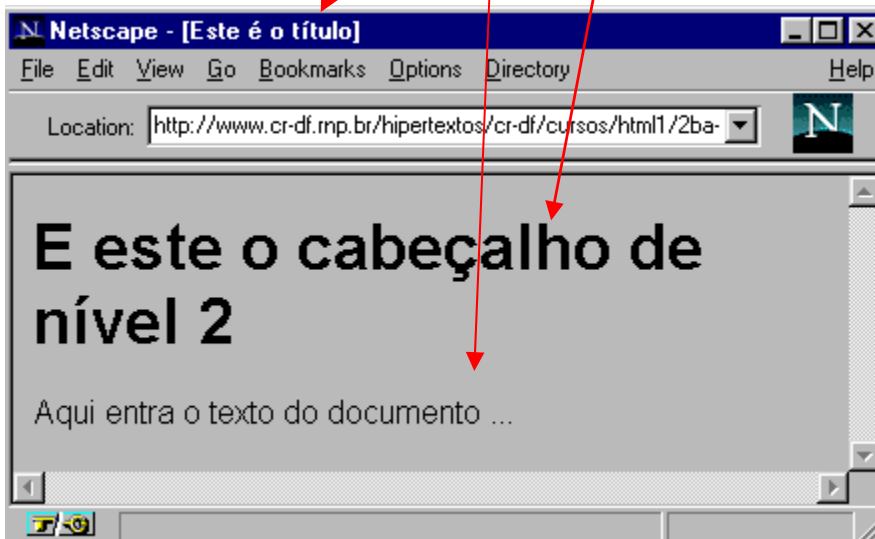 N Netscape - [Este é o título]
File Edit View Go Bookmarks Options Directory Help
Location: http://www.cr-df.rnp.br/hipertextos/cr-df/cursos/html1/2ba- N
E este o cabeçalho de
nível 2
Aqui entra o texto do documento ...